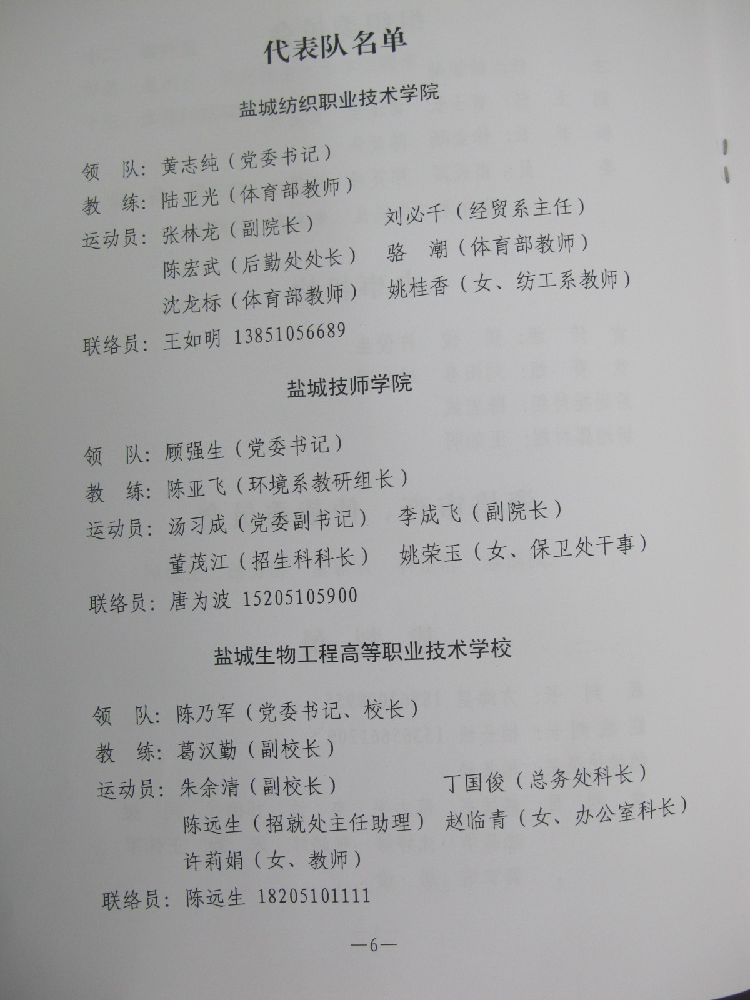 代表队名单
盐城纺织职业技术学院
领　队：黄志纯（党委书记）
教　练：陆亚光（体育部教师）
运动员：张林龙（副院长）　刘必千（经贸系主任）
陈宏武（后勤处处长）　骆　潮（体育部教师）
沈龙标（体育部教师）　姚桂香（女、纺工系教师）
联络员：王如明 13851056689
盐城技师学院
领　队：顾强生（党委书记）
教　练：陈亚飞（环境系教研组长）
运动员：汤习成（党委副书记）　李成飞（副院长）
董茂江（招生科科长）　姚荣玉（女、保卫处干事）
联络员：唐为波 15205105900
盐城生物工程高等职业技术学校
领　队：陈乃军（党委书记、校长）
教　练：葛汉勤（副校长）
运动员：朱余清（副校长）　丁国俊（总务处科长）
陈远生（招就处主任助理）　赵临青（女、办公室科长）
许莉娟（女、教师）
联络员：陈远生 18205101111
—6—